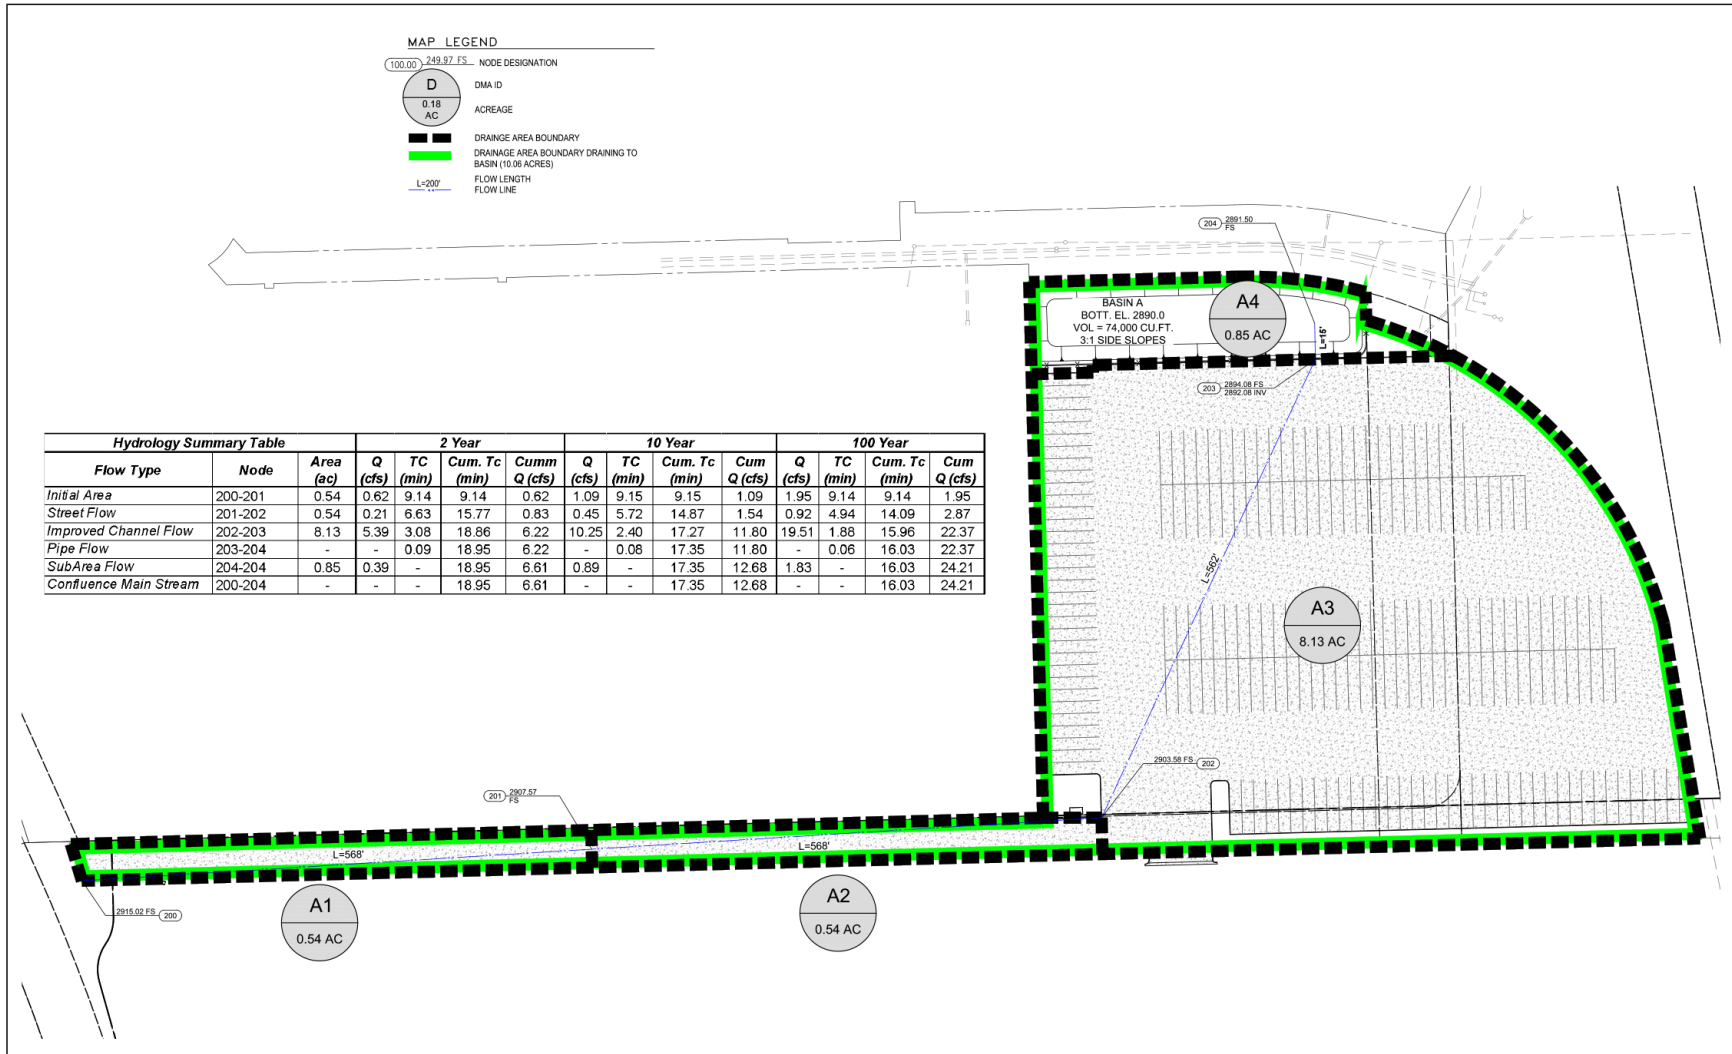 MAP LEGEND
100.00 249.97 FS NODE DESIGNATION
D DMA ID
0.18
AC ACREAGE
DRAINGE AREA BOUNDARY
DRAINAGE AREA BOUNDARY DRAINING TO
BASIN (10.06 ACRES)
L=200' FLOW LENGTH
FLOW LINE
204 2891.50
FS
BASIN A
BOTT. EL. 2890.0
VOL = 74,000 CU.FT.
3:1 SIDE SLOPES
A4
0.85 AC
L=15'
203 2894.08 FS
2892.08 INV
Hydrology Summary Table 2 Year 10 Year 100 Year
Flow Type Node Area (ac) Q (cfs) TC (min) Cum. Tc (min) Cumm Q (cfs) Q (cfs) TC (min) Cum. Tc (min) Cum Q (cfs) Q (cfs) TC (min) Cum. Tc (min) Cum Q (cfs)
Initial Area 200-201 0.54 0.62 9.14 9.14 0.62 1.09 9.15 9.15 1.09 1.95 9.14 9.14 1.95
Street Flow 201-202 0.54 0.21 6.63 15.77 0.83 0.45 5.72 14.87 1.54 0.92 4.94 14.09 2.87
Improved Channel Flow 202-203 8.13 5.39 3.08 18.86 6.22 10.25 2.40 17.27 11.80 19.51 1.88 15.96 22.37
Pipe Flow 203-204 - - 0.09 18.95 6.22 - 0.08 17.35 11.80 - 0.06 16.03 22.37
SubArea Flow 204-204 0.85 0.39 - 18.95 6.61 0.89 - 17.35 12.68 1.83 - 16.03 24.21
Confluence Main Stream 200-204 - - - 18.95 6.61 - - 17.35 12.68 - - 16.03 24.21
L=562'
A3
8.13 AC
2903.58 FS 202
201 2907.57
FS
L=568'
L=568'
2915.02 FS 200
A1
0.54 AC
A2
0.54 AC